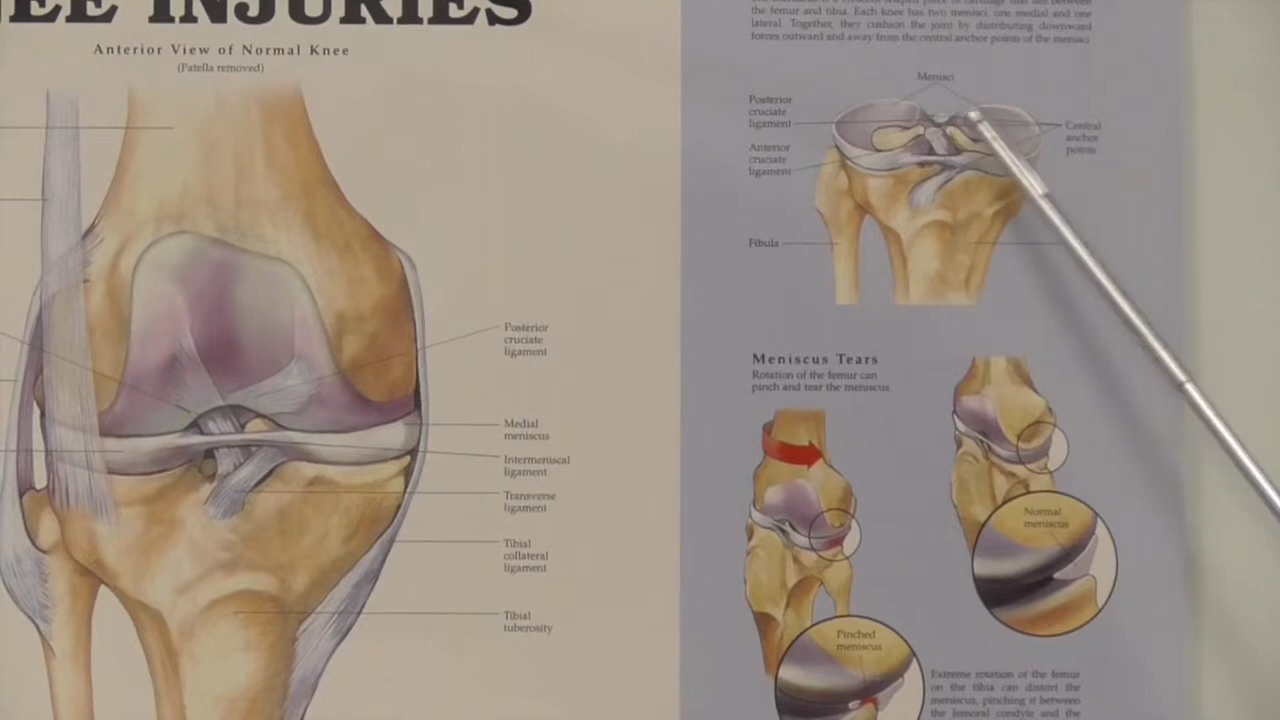 EE INJURIES
Anterior View of Normal Knee
(Patella removed)
Posterior
cruciate
ligament
Medial
meniscus
Intermeniscal
ligament
Transverse
ligament
Tibial
collateral
ligament
Tibial
tuberosity
the femur and tibia. Each knee has two menisci, one medial and one
lateral. Together, they cushion the joint by distributing downward
forces outward and away from the central anchor points of the menisci
Menisci
Posterior
cruciate
ligament
Anterior
cruciate
ligament
Central
anchor
points
Fibula
Meniscus Tears
Rotation of the femur can
pinch and tear the meniscus.
Normal
meniscus
Pinched
meniscus
Extreme rotation of the femur
on the tibia can distort the
meniscus, pinching it between
the femoral condyle and the